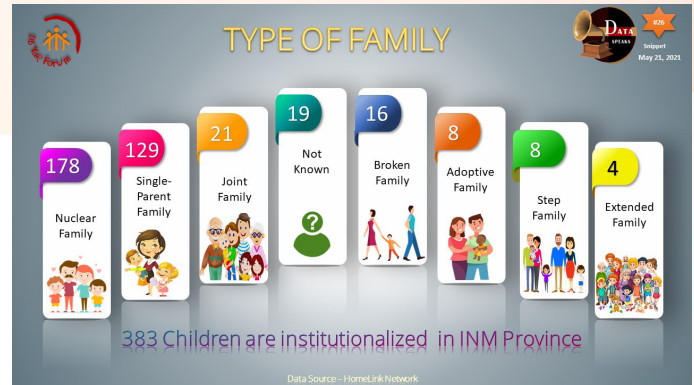 TYPE OF FAMILY
DATA
SPEAKS
#26
Snippet
May 21, 2021
178
Nuclear
Family
129
Single-
Parent
Family
21
Joint
Family
19
Not
Known
?
16
Broken
Family
8
Adoptive
Family
8
Step
Family
4
Extended
Family
383 Children are institutionalized in INM Province
Data Source – HomeLink Network